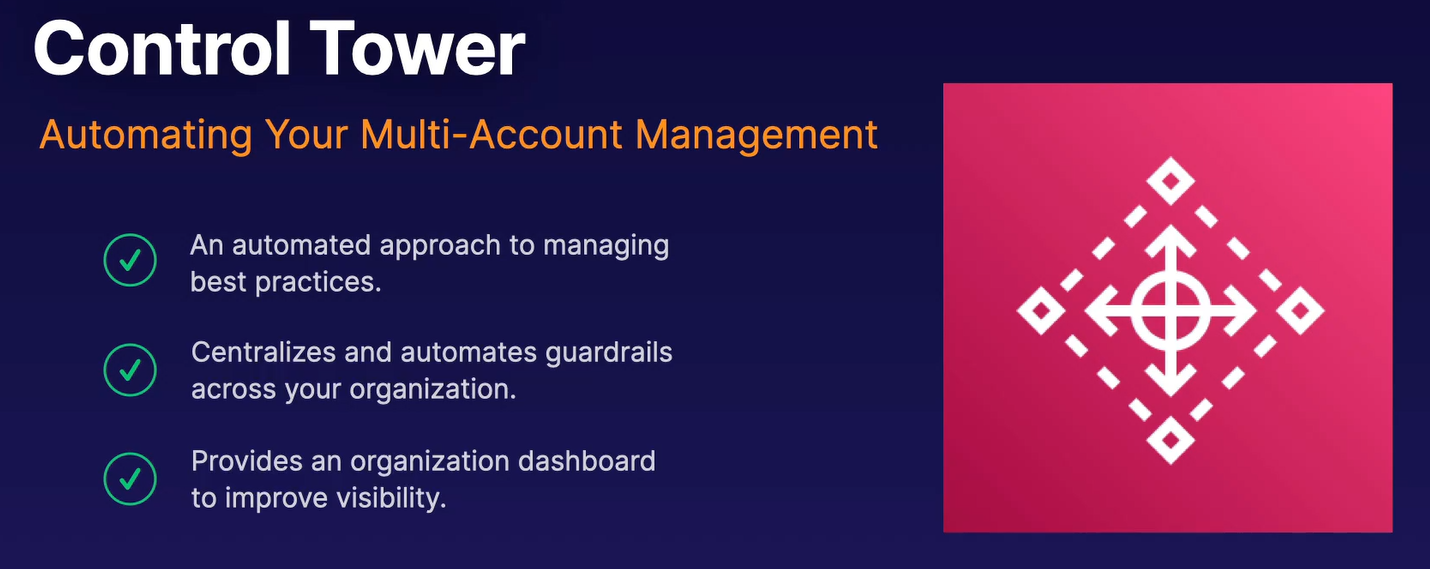 Control Tower
Automating Your Multi-Account Management
An automated approach to managing
best practices.
Centralizes and automates guardrails
across your organization.
Provides an organization dashboard
to improve visibility.